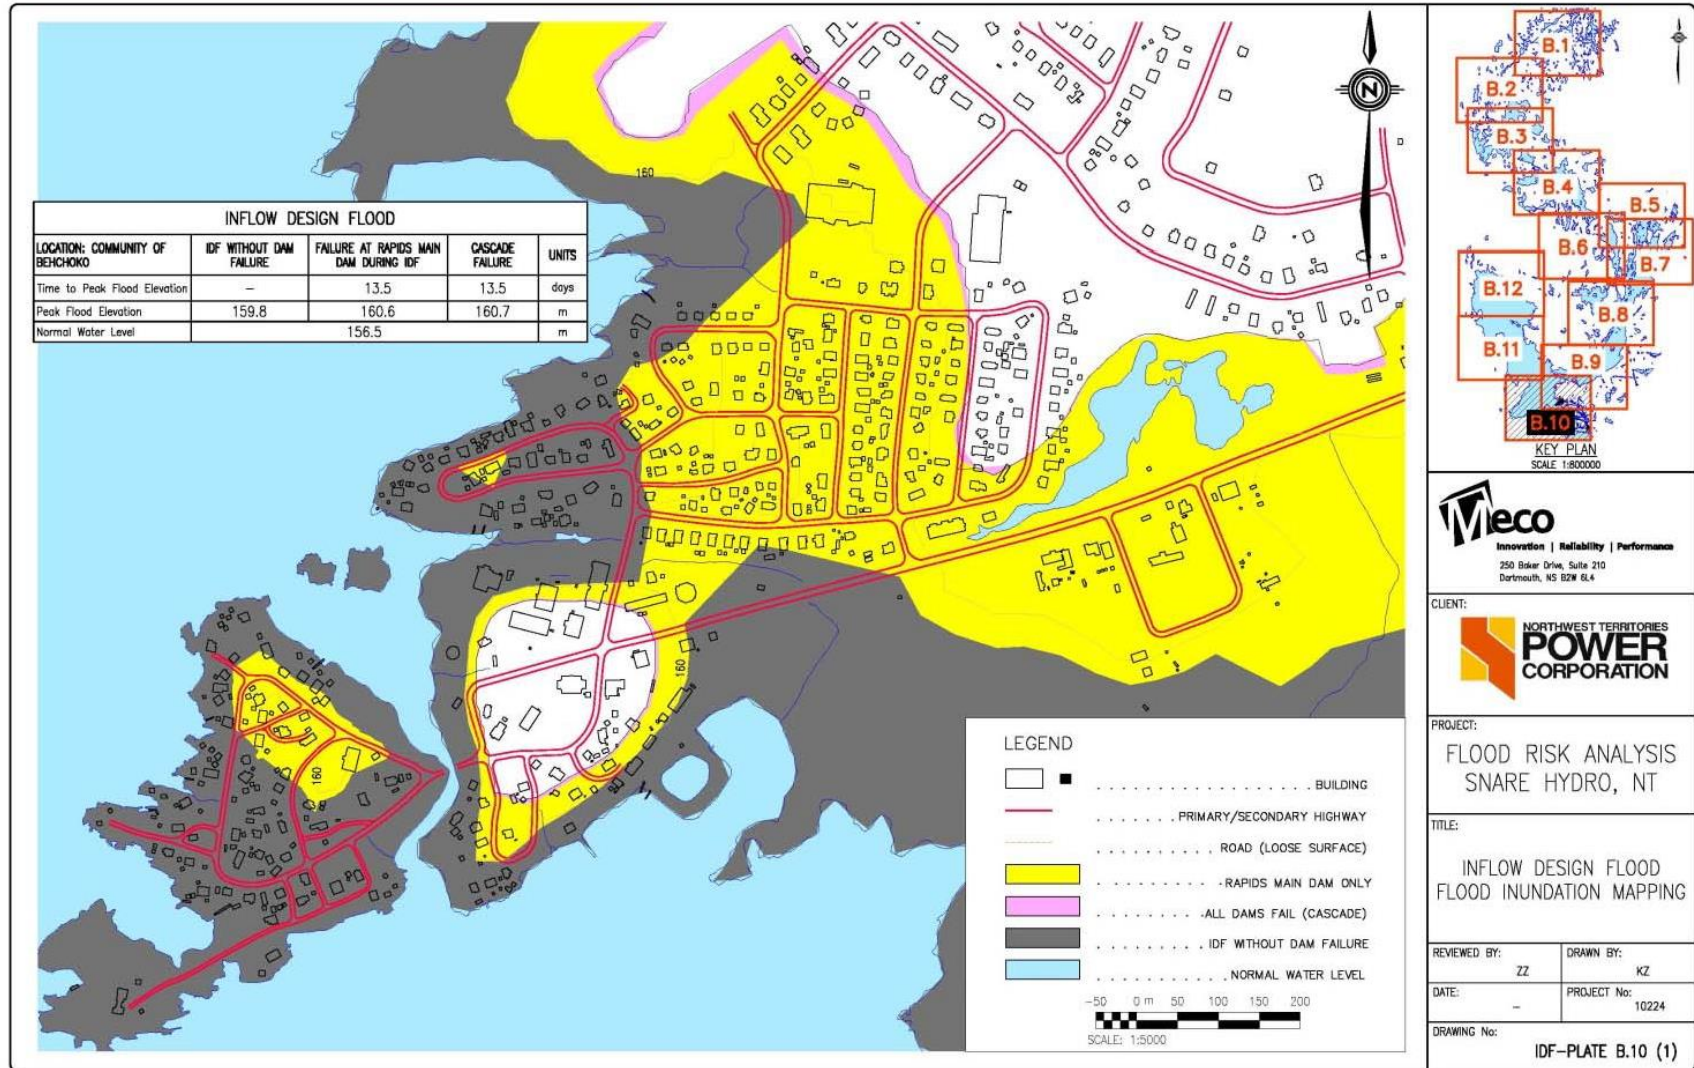 INFLOW DESIGN FLOOD
LOCATION: COMMUNITY OF BEHCHOKO
IDF WITHOUT DAM FAILURE
FAILURE AT RAPIDS MAIN DAM DURING IDF
CASCADE FAILURE
UNITS
Time to Peak Flood Elevation – 13.5 13.5 days
Peak Flood Elevation 159.8 160.6 160.7 m
Normal Water Level 156.5 m
160
160
160
N
LEGEND
BUILDING
PRIMARY/SECONDARY HIGHWAY
ROAD (LOOSE SURFACE)
RAPIDS MAIN DAM ONLY
ALL DAMS FAIL (CASCADE)
IDF WITHOUT DAM FAILURE
NORMAL WATER LEVEL
-50 0 m 50 100 150 200
SCALE: 1:5000
B.1
B.2
B.3
B.4
B.5
B.6
B.7
B.12
B.8
B.11
B.9
B.10
KEY PLAN
SCALE 1:800000
Meco
Innovation | Reliability | Performance
250 Baker Drive, Suite 210
Dartmouth, NS B2W 6L4
CLIENT:
NORTHWEST TERRITORIES
POWER
CORPORATION
PROJECT:
FLOOD RISK ANALYSIS
SNARE HYDRO, NT
TITLE:
INFLOW DESIGN FLOOD
FLOOD INUNDATION MAPPING
REVIEWED BY:
ZZ
DRAWN BY:
KZ
DATE:
–
PROJECT No:
10224
DRAWING No:
IDF-PLATE B.10 (1)